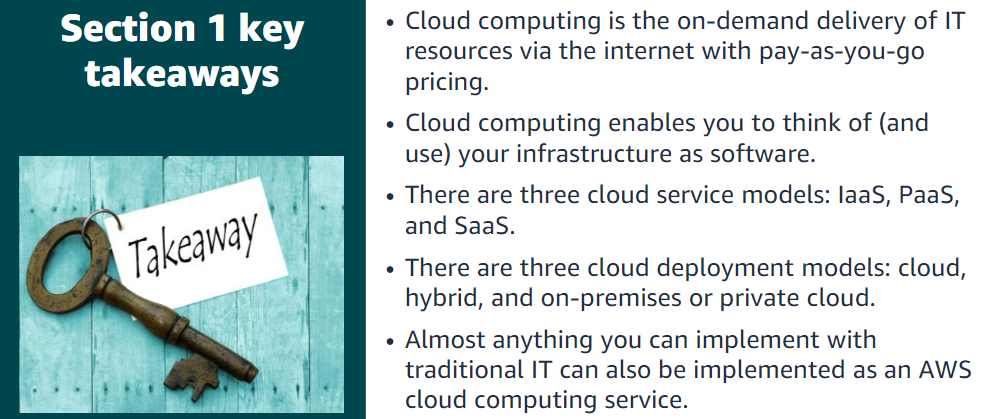 Section 1 key
takeaways
Takeaway
• Cloud computing is the on-demand delivery of IT
resources via the internet with pay-as-you-go
pricing.
• Cloud computing enables you to think of (and
use) your infrastructure as software.
• There are three cloud service models: IaaS, PaaS,
and SaaS.
• There are three cloud deployment models: cloud,
hybrid, and on-premises or private cloud.
• Almost anything you can implement with
traditional IT can also be implemented as an AWS
cloud computing service.